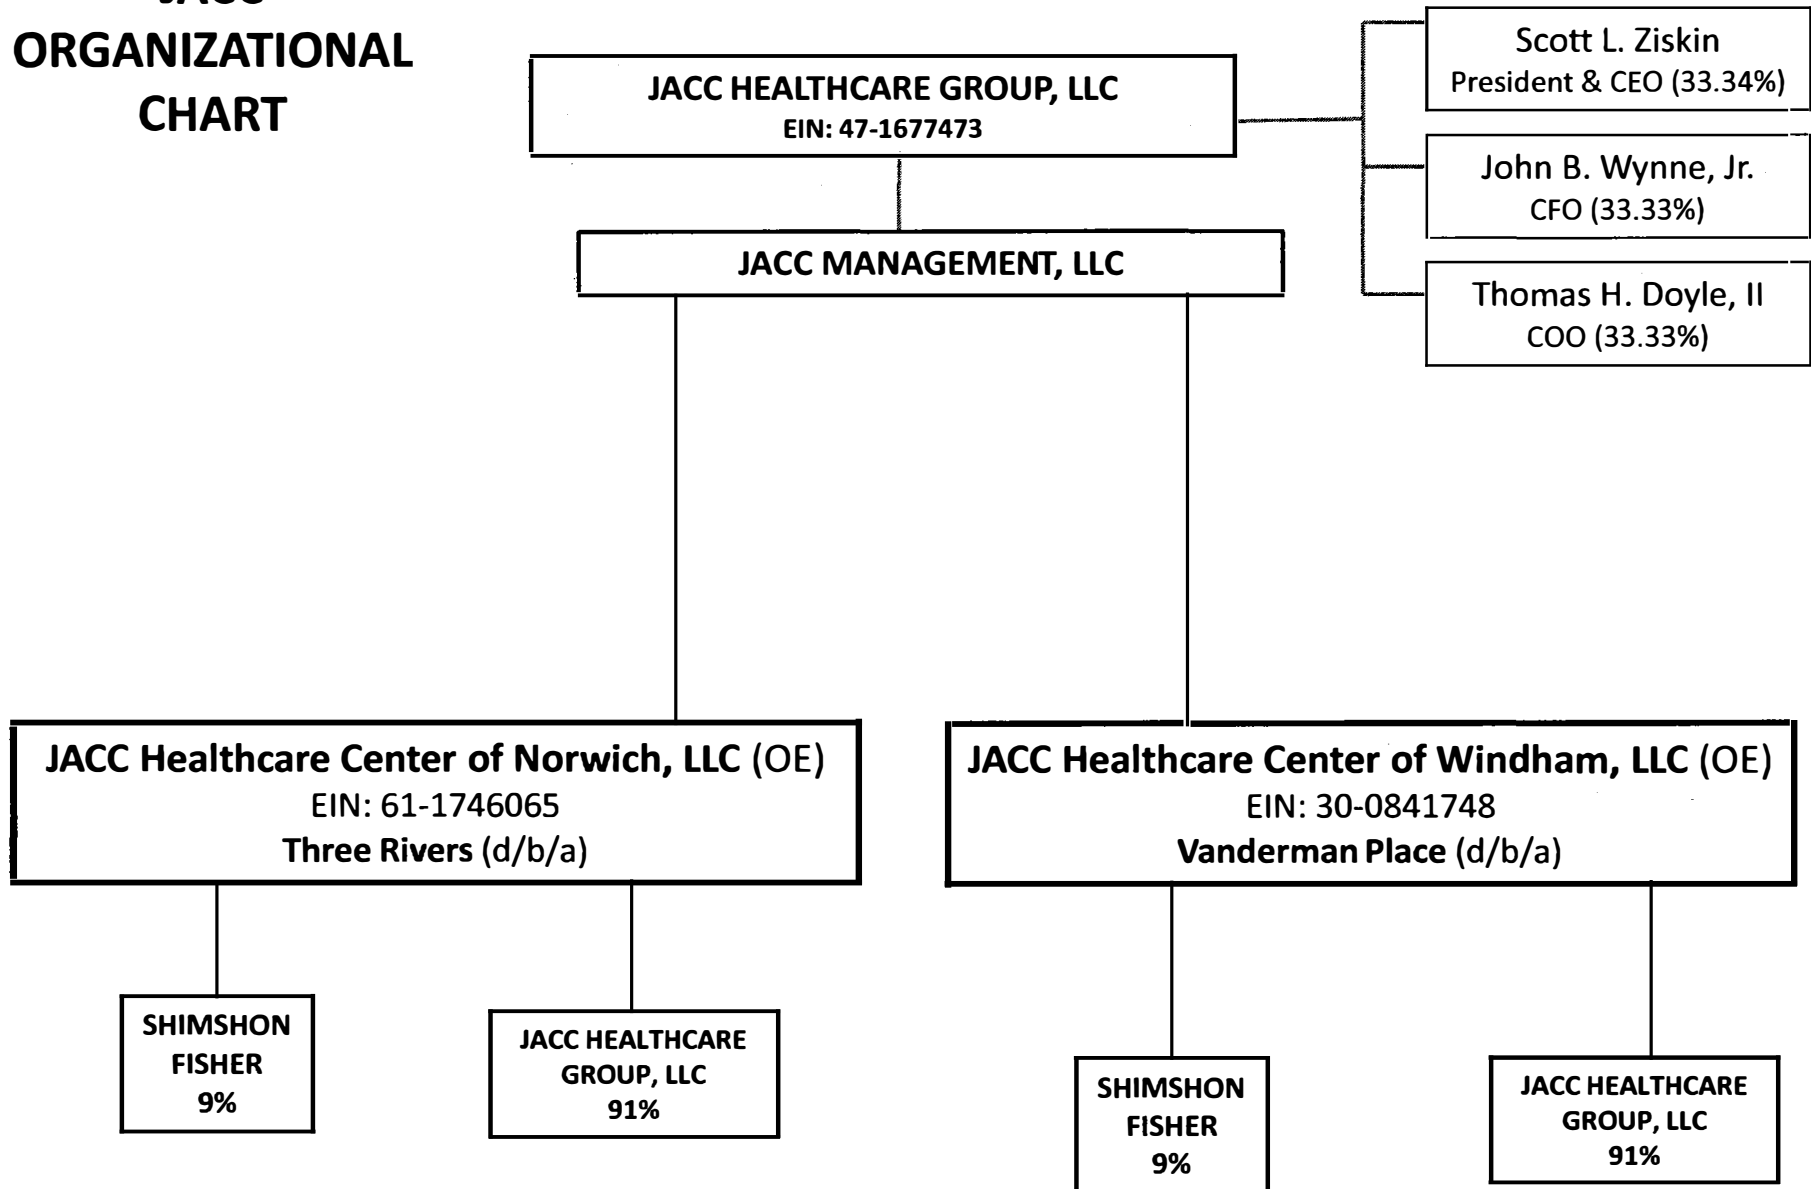 JACC
ORGANIZATIONAL
CHART
JACC HEALTHCARE GROUP, LLC
EIN: 47-1677473
Scott L. Ziskin
President & CEO (33.34%)
John B. Wynne, Jr.
CFO (33.33%)
Thomas H. Doyle, II
COO (33.33%)
JACC MANAGEMENT, LLC
JACC Healthcare Center of Norwich, LLC (OE)
EIN: 61-1746065
Three Rivers (d/b/a)
JACC Healthcare Center of Windham, LLC (OE)
EIN: 30-0841748
Vanderman Place (d/b/a)
SHIMSHON
FISHER
9%
JACC HEALTHCARE
GROUP, LLC
91%
SHIMSHON
FISHER
9%
JACC HEALTHCARE
GROUP, LLC
91%